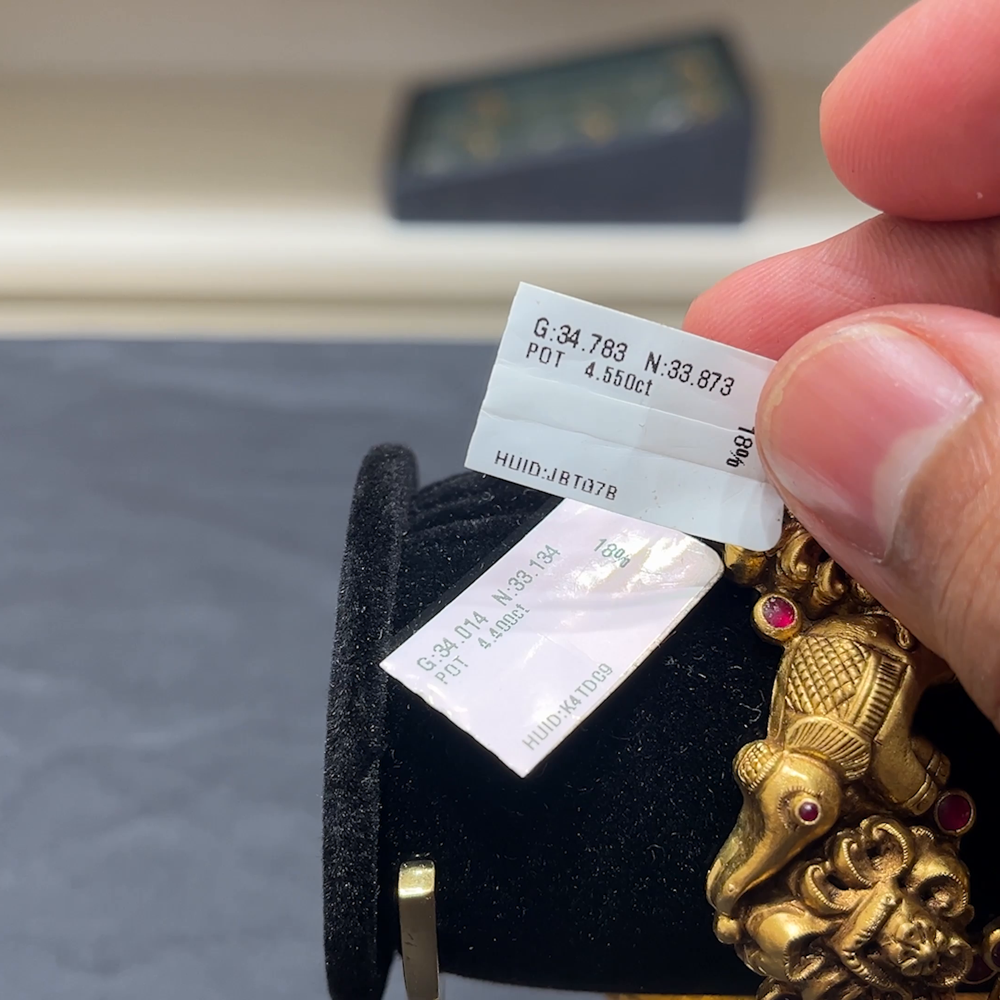 G:34.783 N:33.873
POT 4.550ct
18%
HUID:JBTG7B
18%
G:34.014 N:33.134
POT 4.400ct
HUID:K4TDC9